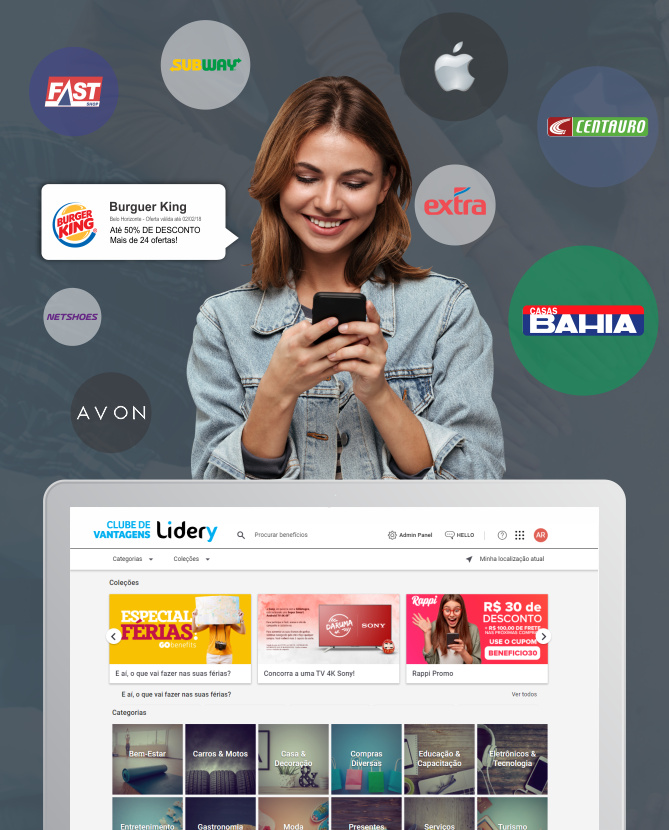 SUBWAY
FAST
SHOP
CENTAURO
extra
BURGER
KING
Burguer King
Belo Horizonte - Oferta válida até 02/02/18
Até 50% DE DESCONTO
Mais de 24 ofertas!
NETSHOES
CASAS
BAHIA
AVON
CLUBE DE
VANTAGENS
Lidery
Procurar benefícios
Admin Panel
HELLO
AR
Categorias
Coleções
Minha localização atual
Coleções
ESPECIAL
FÉRIAS!
GObenefits
DARUMA
SONY
Rappi
R$ 30 de
DESCONTO
+ R$ 100,00 DE FRETE
NAS PRÓXIMAS COMPRAS
USE O CUPOM
BENEFICIO30
E aí, o que vai fazer nas suas férias?
Concorra a uma TV 4K Sony!
Rappi Promo
E aí, o que vai fazer nas suas férias?
Ver todos
Categorias
Bem-Estar
Carros & Motos
Casa &
Decoração
Compras
Diversas
Educação &
Capacitação
Eletrônicos &
Tecnologia
Entretenimento
Gastronomia
Moda
Presentes
Serviços
Turismo